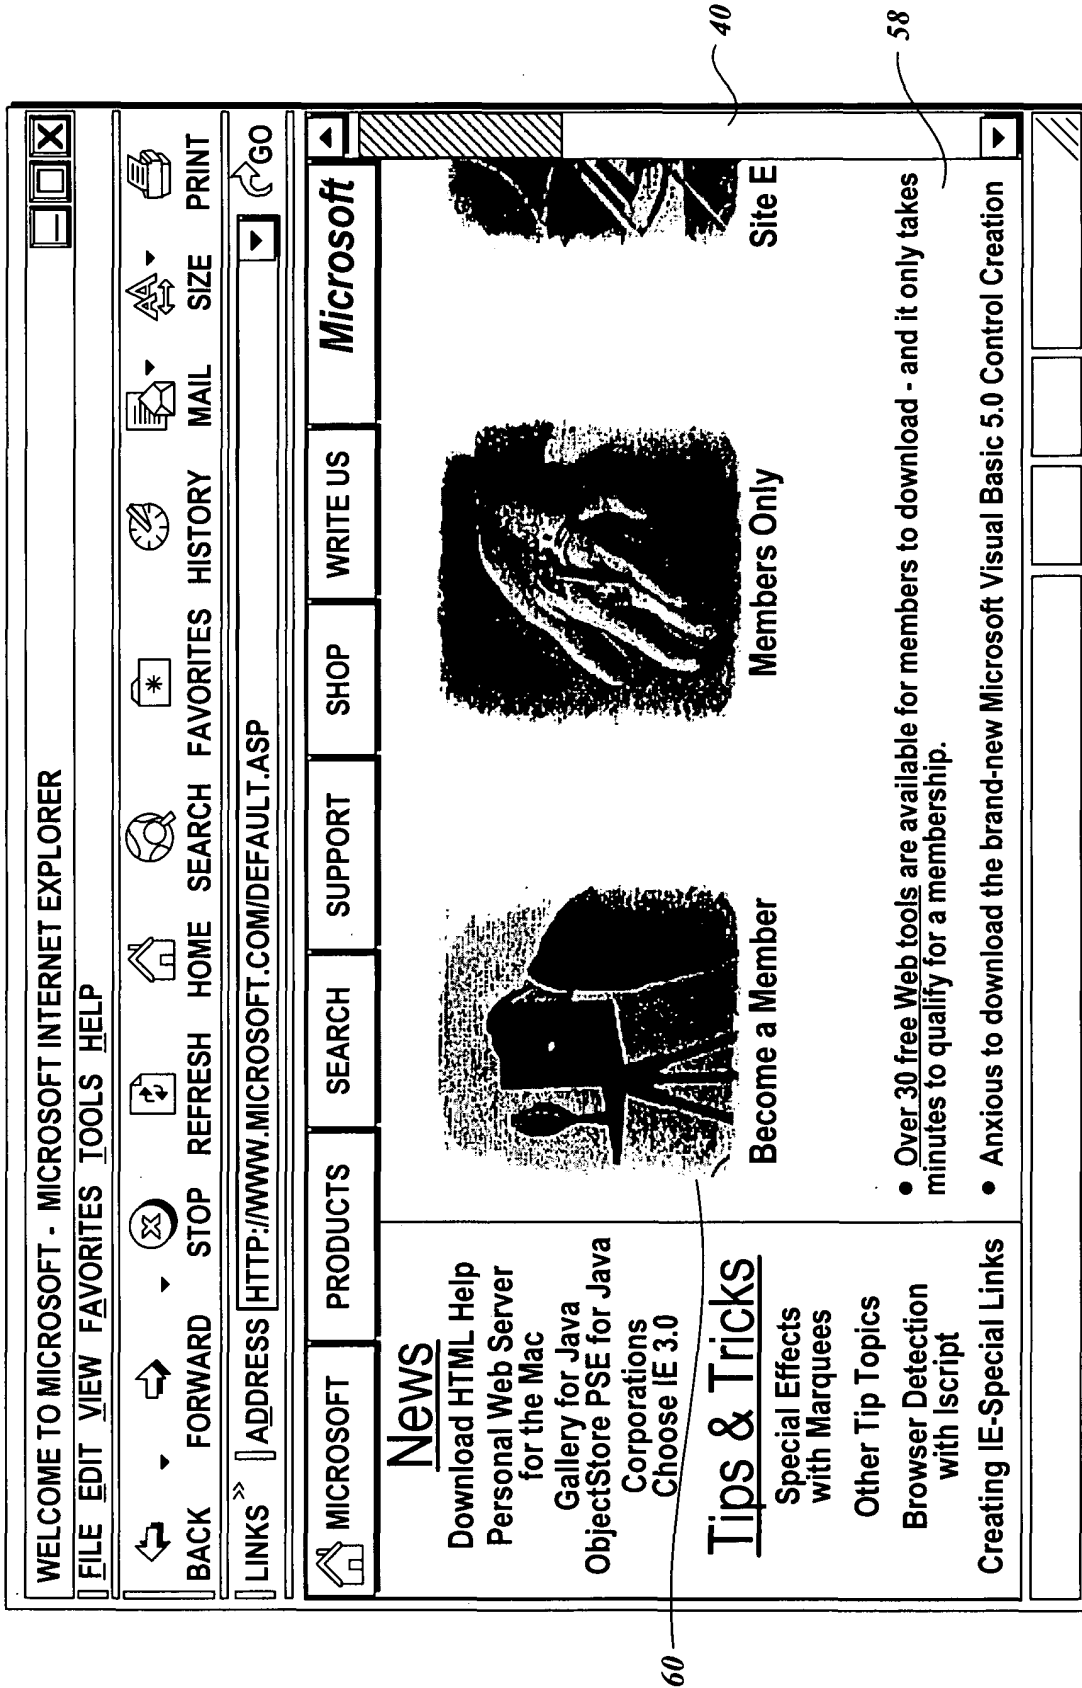 WELCOME TO MICROSOFT - MICROSOFT INTERNET EXPLORER
FILE EDIT VIEW FAVORITES TOOLS HELP
BACK FORWARD STOP REFRESH HOME SEARCH FAVORITES HISTORY MAIL SIZE PRINT
LINKS » ADDRESS HTTP://WWW.MICROSOFT.COM/DEFAULT.ASP GO
MICROSOFT PRODUCTS SEARCH SUPPORT SHOP WRITE US Microsoft
News
Download HTML Help
Personal Web Server
for the Mac
Gallery for Java
ObjectStore PSE for Java
Corporations
Choose IE 3.0
Tips & Tricks
Special Effects
with Marquees
Other Tip Topics
Browser Detection
with Iscript
Creating IE-Special Links
Become a Member Members Only Site E
• Over 30 free Web tools are available for members to download - and it only takes
minutes to qualify for a membership.
• Anxious to download the brand-new Microsoft Visual Basic 5.0 Control Creation
40
58
60